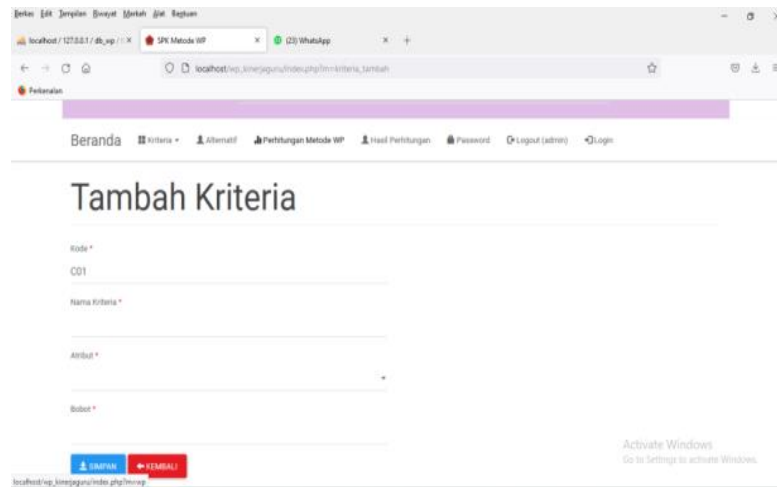 Berkas Edit Tampilan Riwayat Markah Alat Bantuan
localhost / 127.0.0.1 / db_wp / SPK Metode WP (23) WhatsApp
localhost/wp_kinerjaguru/index.php?m=kriteria_tambah
Perkenalan
Beranda Kriteria Alternatif Perhitungan Metode WP Hasil Perhitungan Password Logout (admin) Login
Tambah Kriteria
Kode *
C01
Nama Kriteria *
Atribut *
Bobot *
SIMPAN KEMBALI
Activate Windows
Go to Settings to activate Windows.
localhost/wp_kinerjaguru/index.php?m=wp